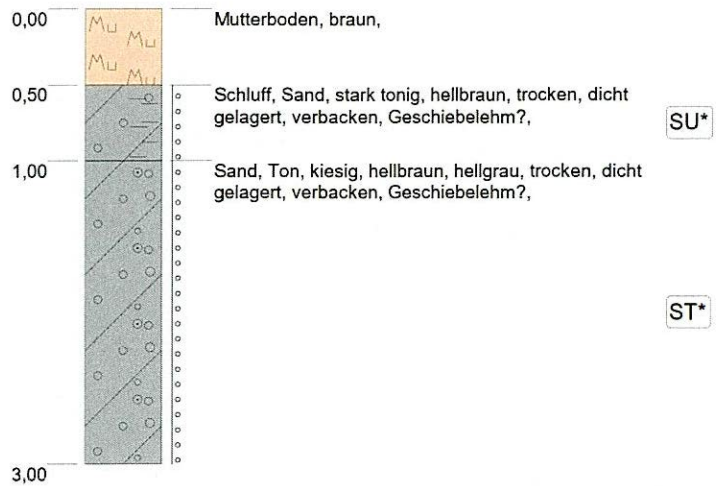 0,00 Mutterboden, braun,
Mu Mu
Mu Mu
0,50 Schluff, Sand, stark tonig, hellbraun, trocken, dicht
gelagert, verbacken, Geschiebelehm?,
SU*
1,00 Sand, Ton, kiesig, hellbraun, hellgrau, trocken, dicht
gelagert, verbacken, Geschiebelehm?,
ST*
3,00